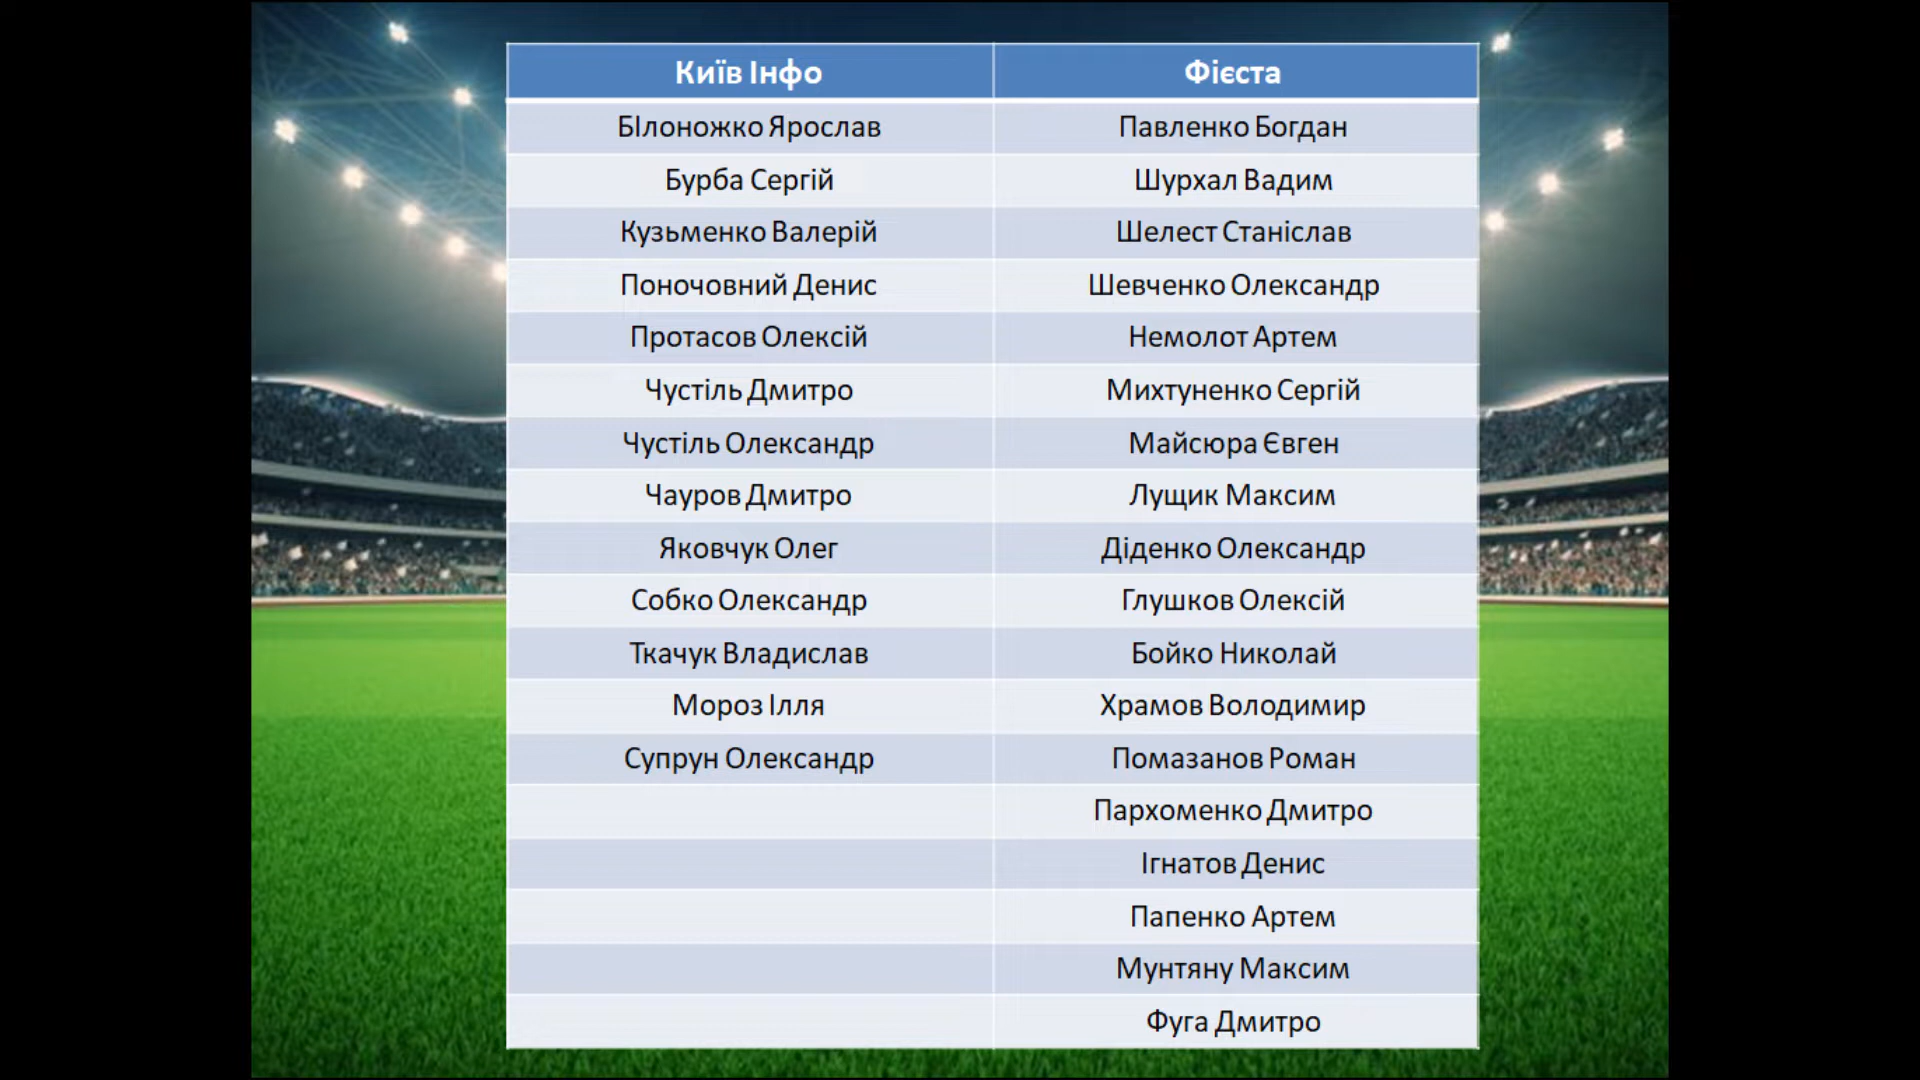 Київ Інфо Фієста
БІлоножко Ярослав Павленко Богдан
Бурба Сергій Шурхал Вадим
Кузьменко Валерій Шелест Станіслав
Поночовний Денис Шевченко Олександр
Протасов Олексій Немолот Артем
Чустіль Дмитро Михтуненко Сергій
Чустіль Олександр Майсюра Євген
Чауров Дмитро Лущик Максим
Яковчук Олег Діденко Олександр
Собко Олександр Глушков Олексій
Ткачук Владислав Бойко Николай
Мороз Ілля Храмов Володимир
Супрун Олександр Помазанов Роман
Пархоменко Дмитро
Ігнатов Денис
Папенко Артем
Мунтяну Максим
Фуга Дмитро